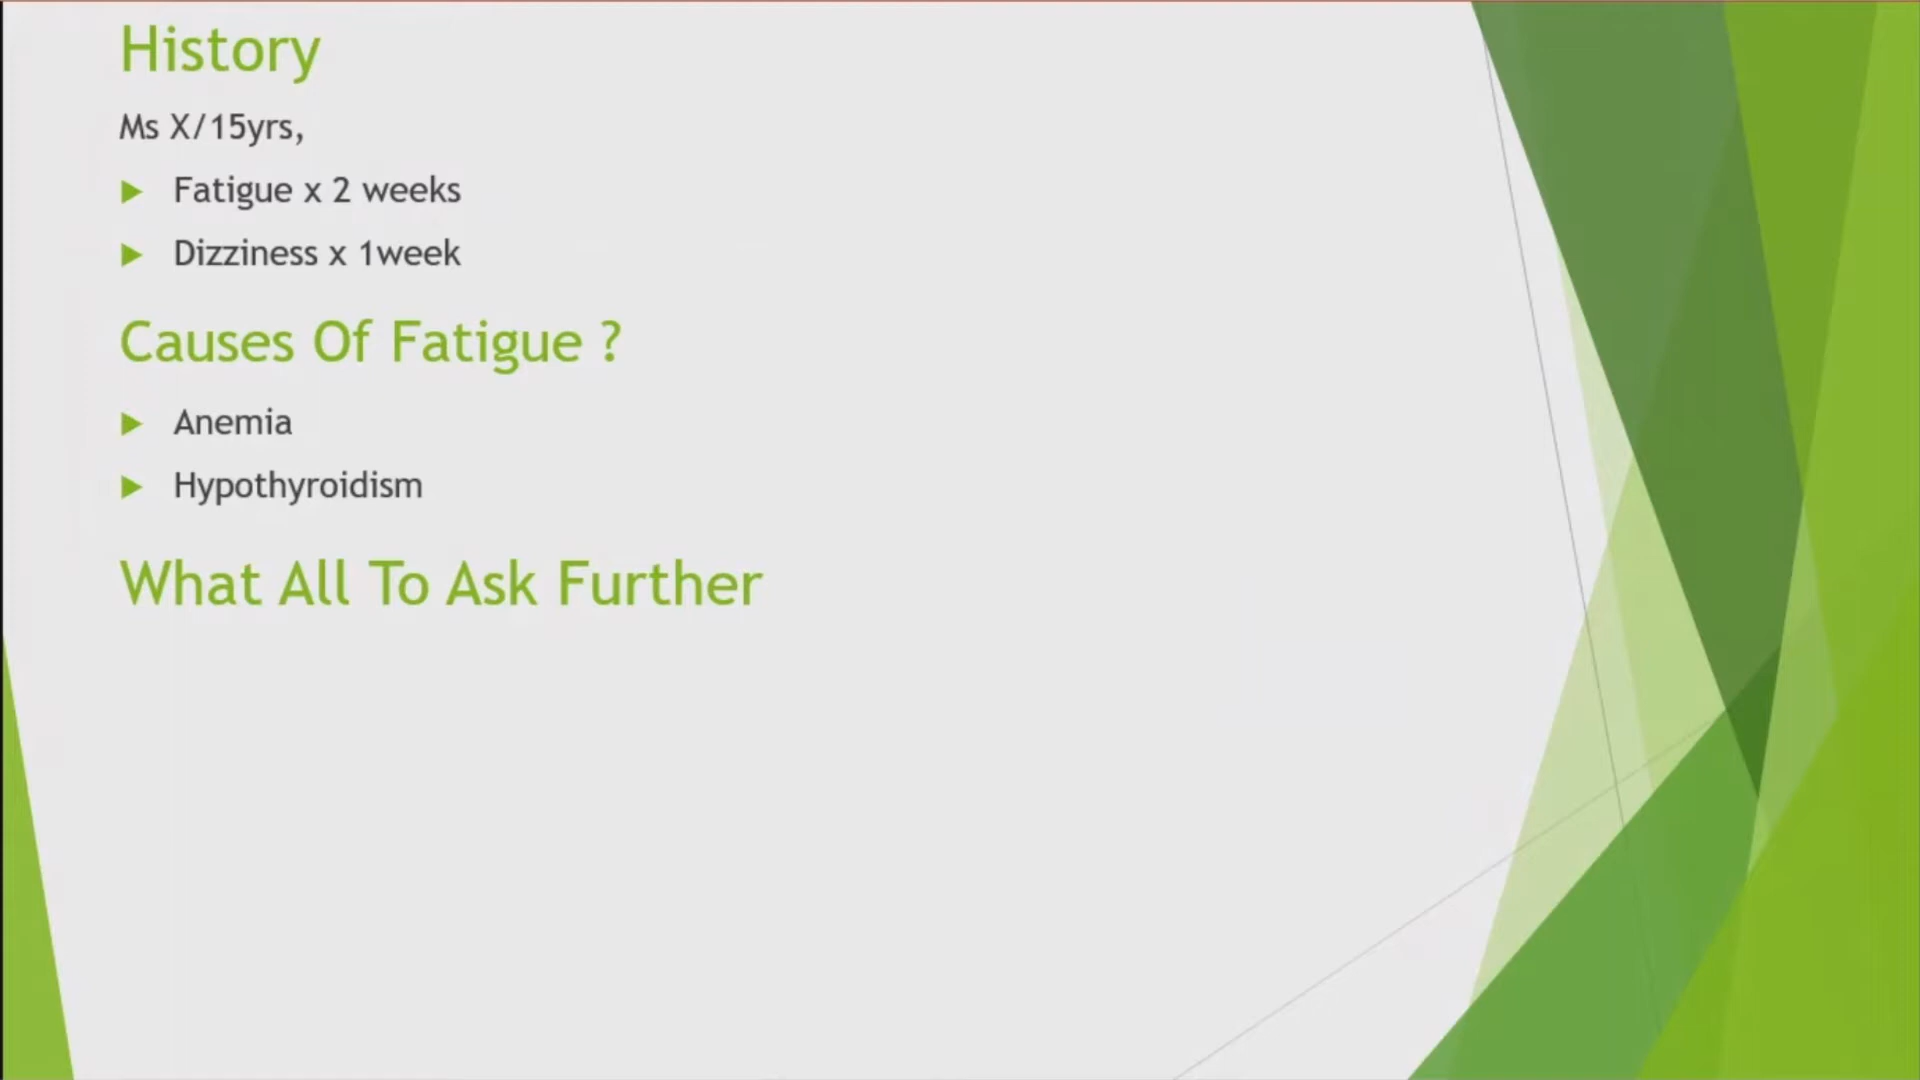 History
Ms X/15yrs,
Fatigue x 2 weeks
Dizziness x 1week
Causes Of Fatigue ?
Anemia
Hypothyroidism
What All To Ask Further